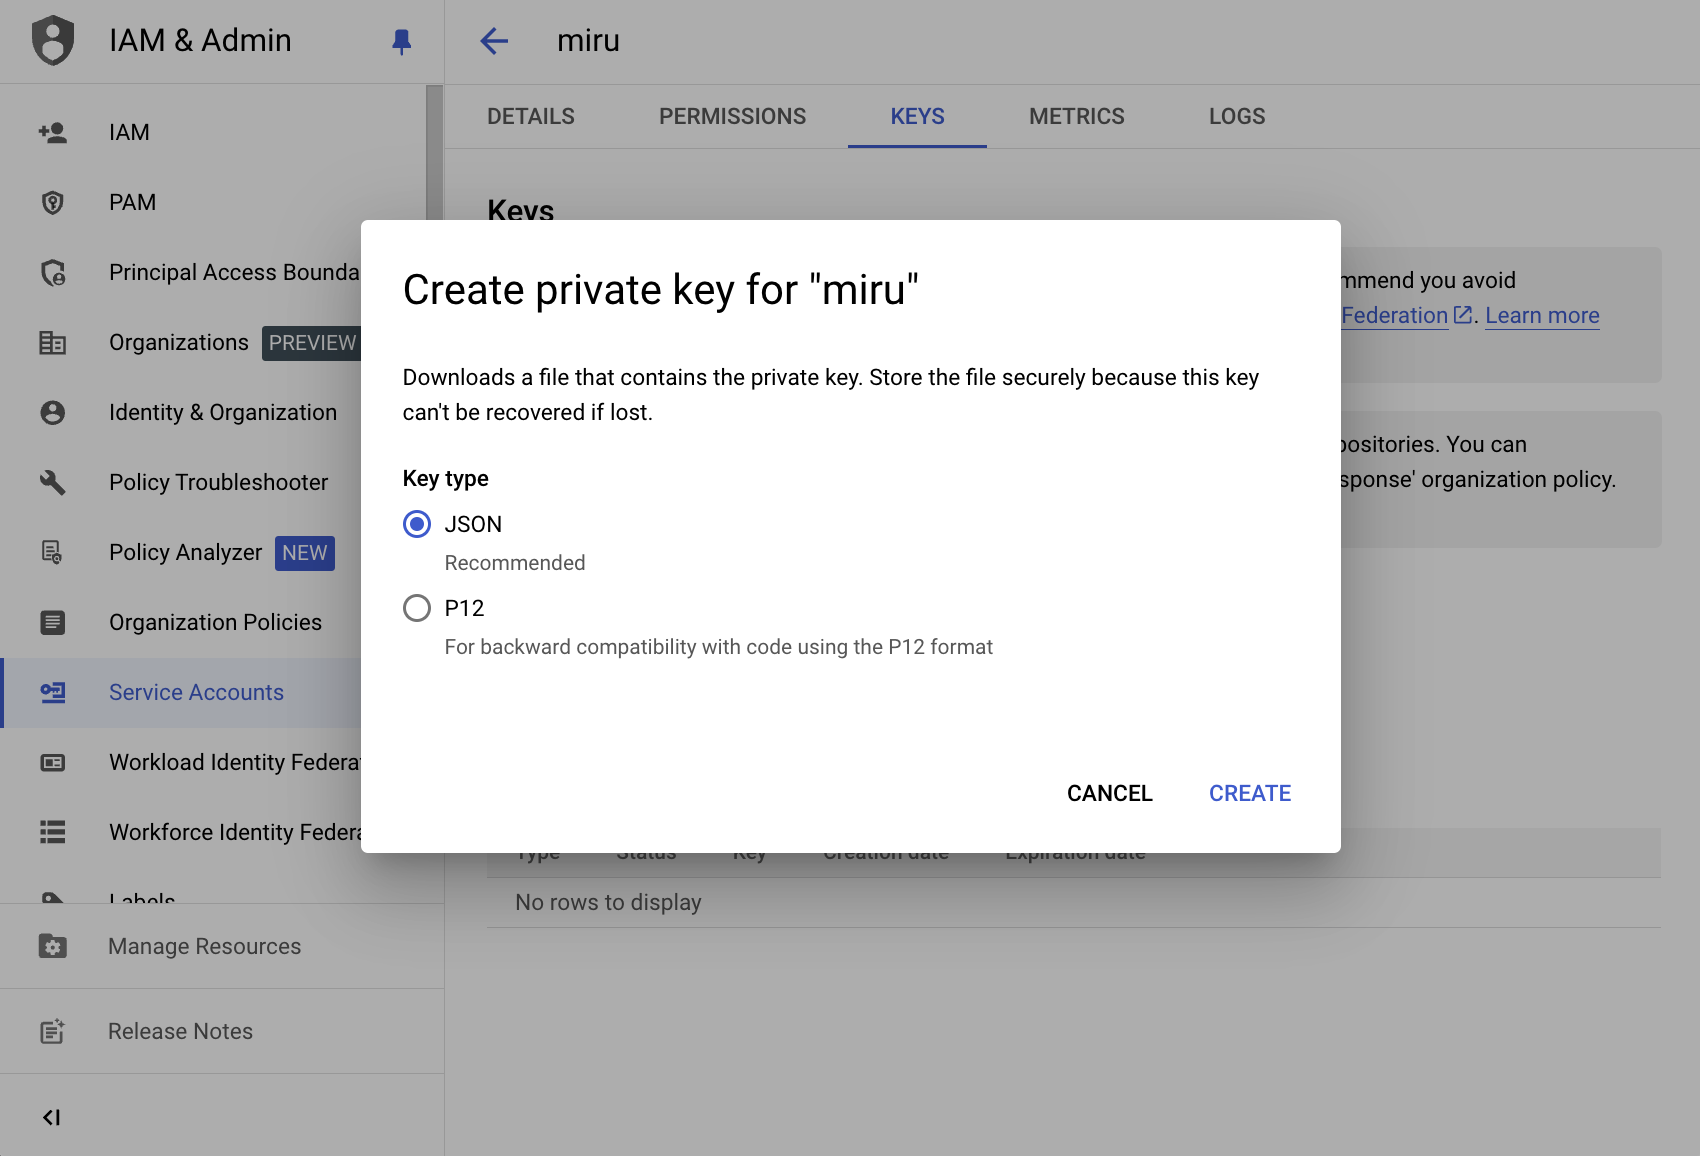 IAM & Admin
miru
IAM
PAM
Principal Access Bounda
Organizations PREVIEW
Identity & Organization
Policy Troubleshooter
Policy Analyzer NEW
Organization Policies
Service Accounts
Workload Identity Federa
Workforce Identity Federa
Labels
Manage Resources
Release Notes
DETAILS PERMISSIONS KEYS METRICS LOGS
Keys
mmend you avoid
Federation. Learn more
positories. You can
sponse' organization policy.
Create private key for "miru"
Downloads a file that contains the private key. Store the file securely because this key
can't be recovered if lost.
Key type
JSON
Recommended
P12
For backward compatibility with code using the P12 format
CANCEL CREATE
Type Status Key Creation date Expiration date
No rows to display